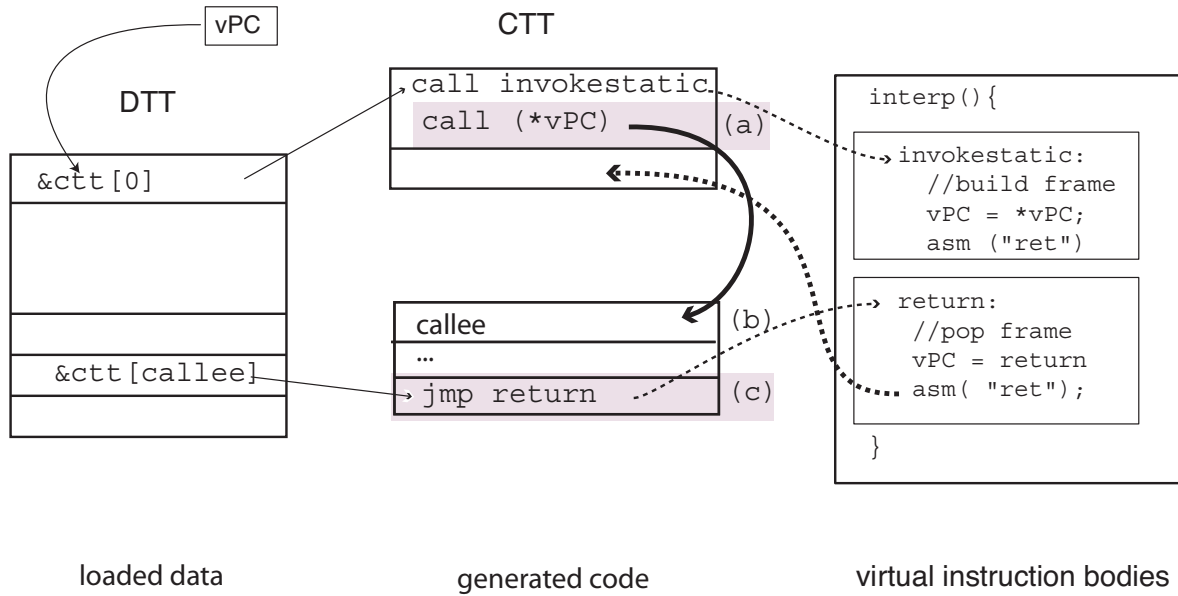 vPC
CTT
DTT
call invokestatic
call (*vPC)
(a)
&ctt[0]
&ctt[callee]
callee
(b)
...
jmp return
(c)
interp(){
invokestatic:
//build frame
vPC = *vPC;
asm ("ret")
return:
//pop frame
vPC = return
asm( "ret");
}
loaded data
generated code
virtual instruction bodies